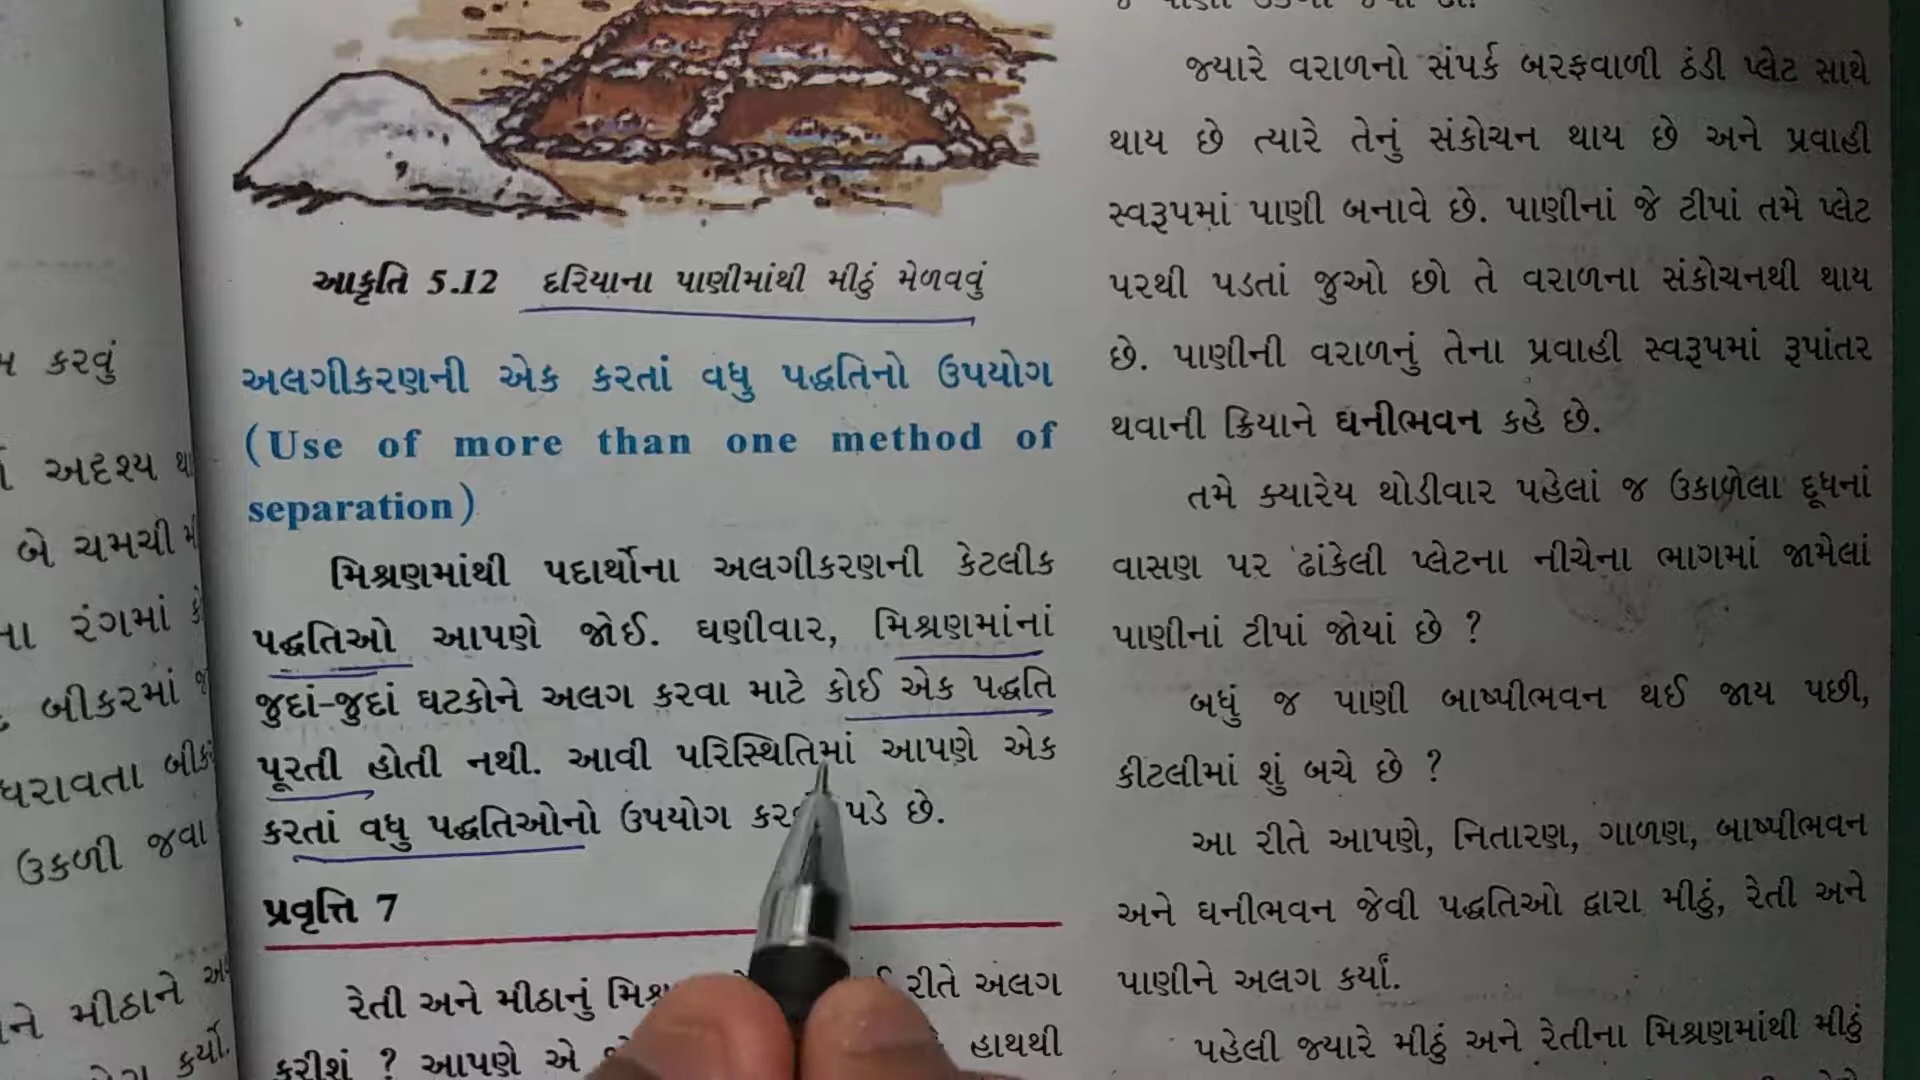 કરવું
અદૃશ્ય
બે ચમચી
રંગમાં
બીકરમાં
ધરાવતા
ઉકળી જવા
મીઠાને
કર્યો.
આકૃતિ 5.12 દરિયાના પાણીમાંથી મીઠું મેળવવું
અલગીકરણની એક કરતાં વધુ પદ્ધતિનો ઉપયોગ
(Use of more than one method of
separation)
મિશ્રણમાંથી પદાર્થોના અલગીકરણની કેટલીક
પદ્ધતિઓ આપણે જોઈ. ઘણીવાર, મિશ્રણમાંનાં
જુદાં-જુદાં ઘટકોને અલગ કરવા માટે કોઈ એક પદ્ધતિ
પૂરતી હોતી નથી. આવી પરિસ્થિતિમાં આપણે એક
કરતાં વધુ પદ્ધતિઓનો ઉપયોગ પડે છે.
પ્રવૃત્તિ 7
રેતી અને મીઠાનું રીતે અલગ
કરીશું ? આપણે એ હાથથી
જ્યારે વરાળનો સંપર્ક બરફવાળી ઠંડી પ્લેટ સાથે
થાય છે ત્યારે તેનું સંકોચન થાય છે અને પ્રવાહી
સ્વરૂપમાં પાણી બનાવે છે. પાણીનાં જે ટીપાં તમે પ્લેટ
પરથી પડતાં જુઓ છો તે વરાળના સંકોચનથી થાય
છે. પાણીની વરાળનું તેના પ્રવાહી સ્વરૂપમાં રૂપાંતર
થવાની ક્રિયાને ઘનીભવન કહે છે.
તમે ક્યારેય થોડીવાર પહેલાં જ ઉકાળેલા દૂધનાં
વાસણ પર ઢાંકેલી પ્લેટના નીચેના ભાગમાં જામેલાં
પાણીનાં ટીપાં જોયાં છે ?
બધું જ પાણી બાષ્પીભવન થઈ જાય પછી,
કીટલીમાં શું બચે છે ?
આ રીતે આપણે, નિતારણ, ગાળણ, બાષ્પીભવન
અને ઘનીભવન જેવી પદ્ધતિઓ દ્વારા મીઠું, રેતી અને
પાણીને અલગ કર્યાં.
પહેલી જ્યારે મીઠું અને રેતીના મિશ્રણમાંથી મીઠું